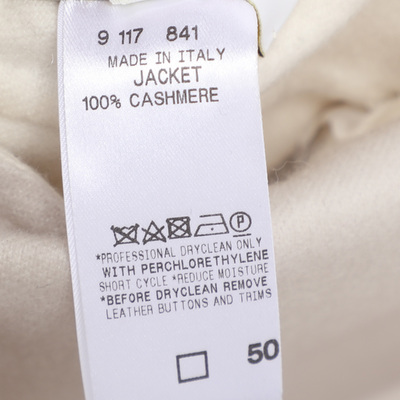 9 117 841
MADE IN ITALY
JACKET
100% CASHMERE
P
*PROFESSIONAL DRYCLEAN ONLY
WITH PERCHLORETHYLENE
SHORT CYCLE *REDUCE MOISTURE
*BEFORE DRYCLEAN REMOVE
LEATHER BUTTONS AND TRIMS
50